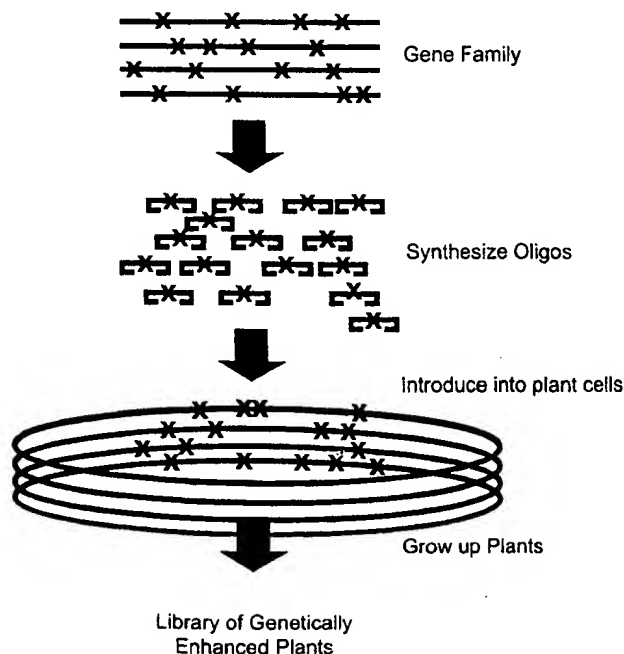 Gene Family
Synthesize Oligos
Introduce into plant cells
Grow up Plants
Library of Genetically
Enhanced Plants